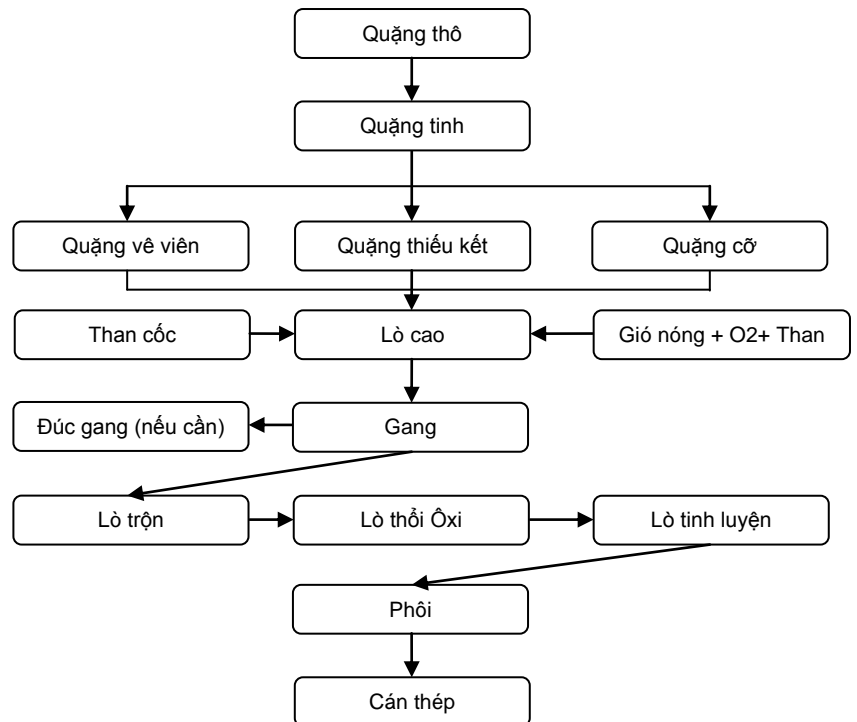 Quặng thô
Quặng tinh
Quặng vê viên
Quặng thiếu kết
Quặng cỡ
Than cốc
Lò cao
Gió nóng + O2+ Than
Đúc gang (nếu cần)
Gang
Lò trộn
Lò thổi Ôxi
Lò tinh luyện
Phôi
Cán thép